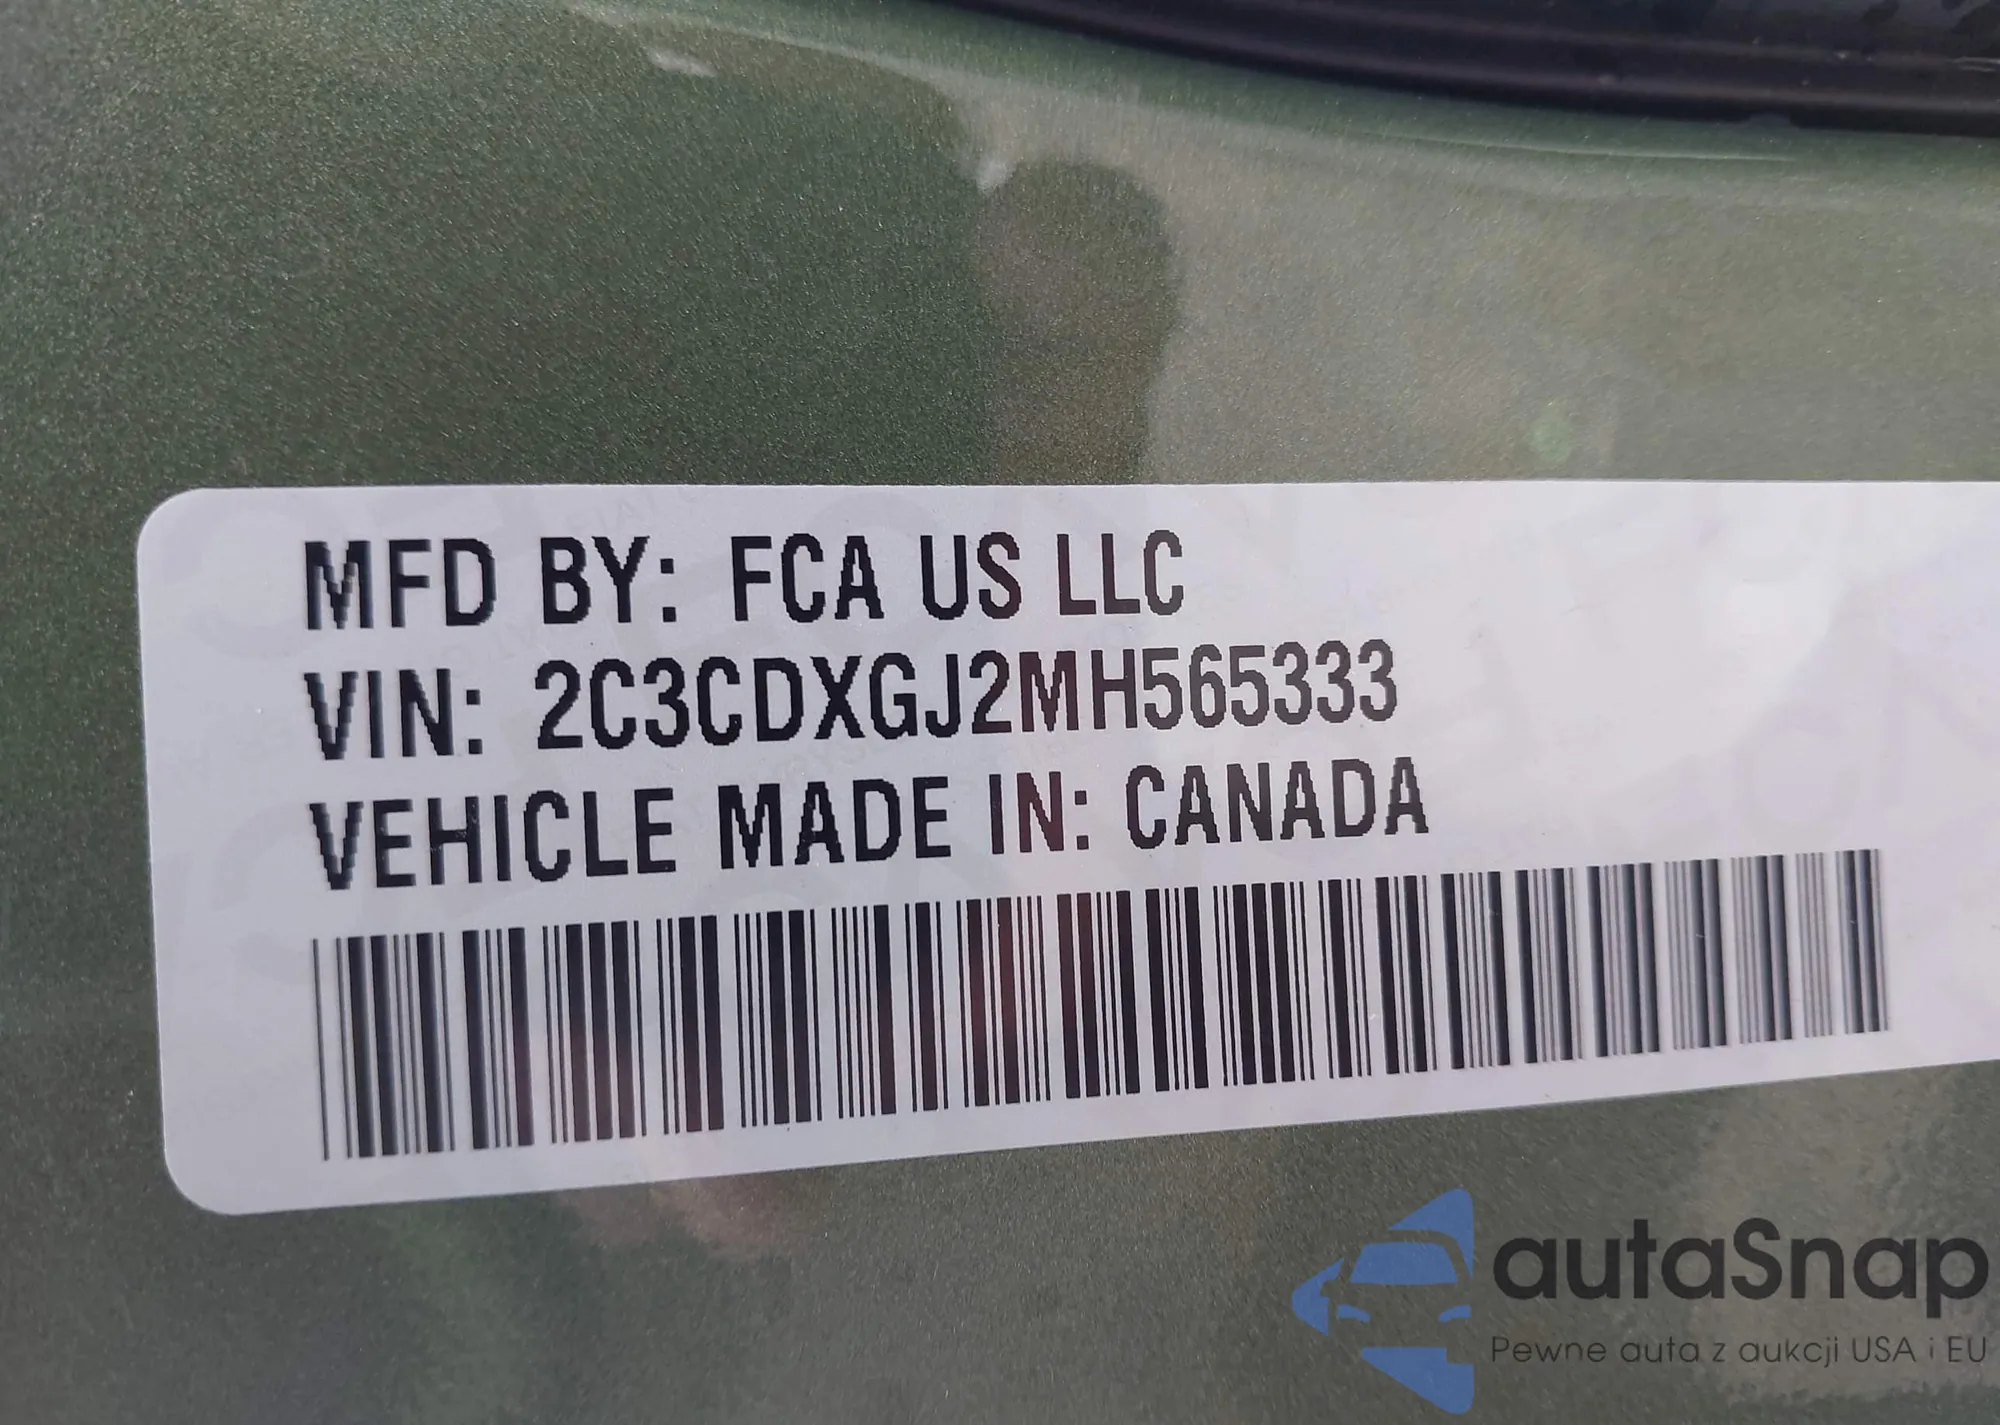 MFD BY: FCA US LLC
VIN: 2C3CDXGJ2MH565333
VEHICLE MADE IN: CANADA
autaSnap
Pewne auta z aukcji USA i EU